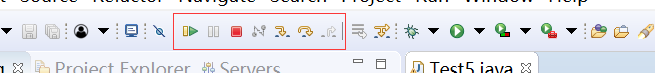 Source Refactor Navigate Search Project Run Window Help
Project Explorer Servers Test5.java